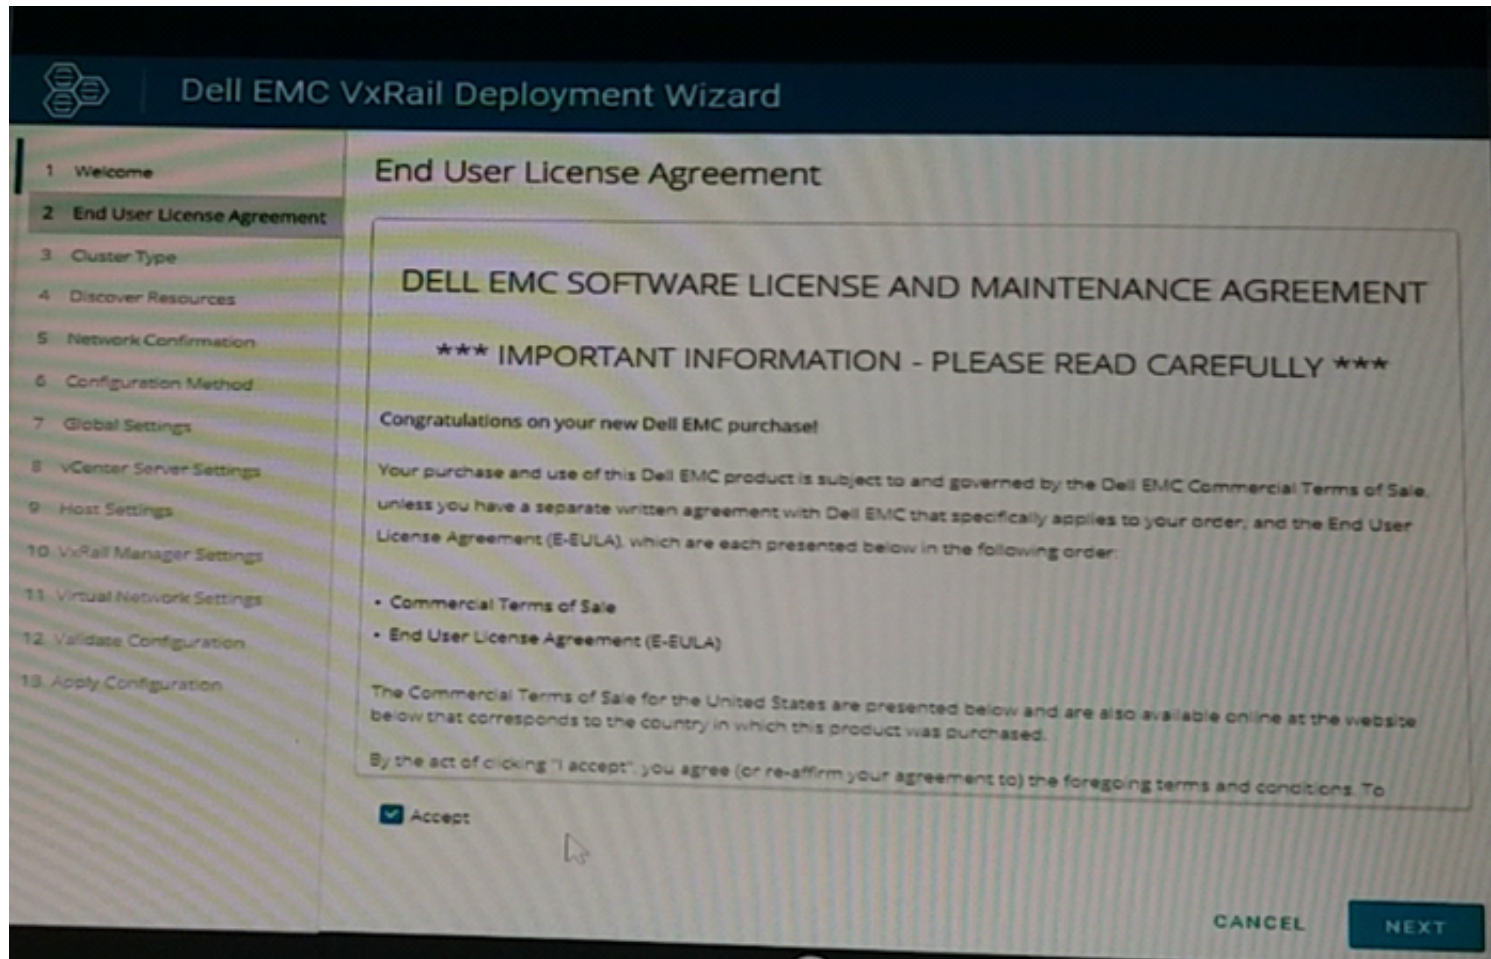 Dell EMC VxRail Deployment Wizard
1 Welcome
2 End User License Agreement
3 Cluster Type
4 Discover Resources
5 Network Confirmation
6 Configuration Method
7 Global Settings
8 vCenter Server Settings
9 Host Settings
10 VxRail Manager Settings
11 Virtual Network Settings
12 Validate Configuration
13 Apply Configuration
End User License Agreement
DELL EMC SOFTWARE LICENSE AND MAINTENANCE AGREEMENT
*** IMPORTANT INFORMATION - PLEASE READ CAREFULLY ***
Congratulations on your new Dell EMC purchase!
Your purchase and use of this Dell EMC product is subject to and governed by the Dell EMC Commercial Terms of Sale,
unless you have a separate written agreement with Dell EMC that specifically applies to your order, and the End User
License Agreement (E-EULA), which are each presented below in the following order:
• Commercial Terms of Sale
• End User License Agreement (E-EULA)
The Commercial Terms of Sale for the United States are presented below and are also available online at the website
below that corresponds to the country in which this product was purchased.
By the act of clicking "I accept", you agree (or re-affirm your agreement to) the foregoing terms and conditions. To
Accept
CANCEL
NEXT